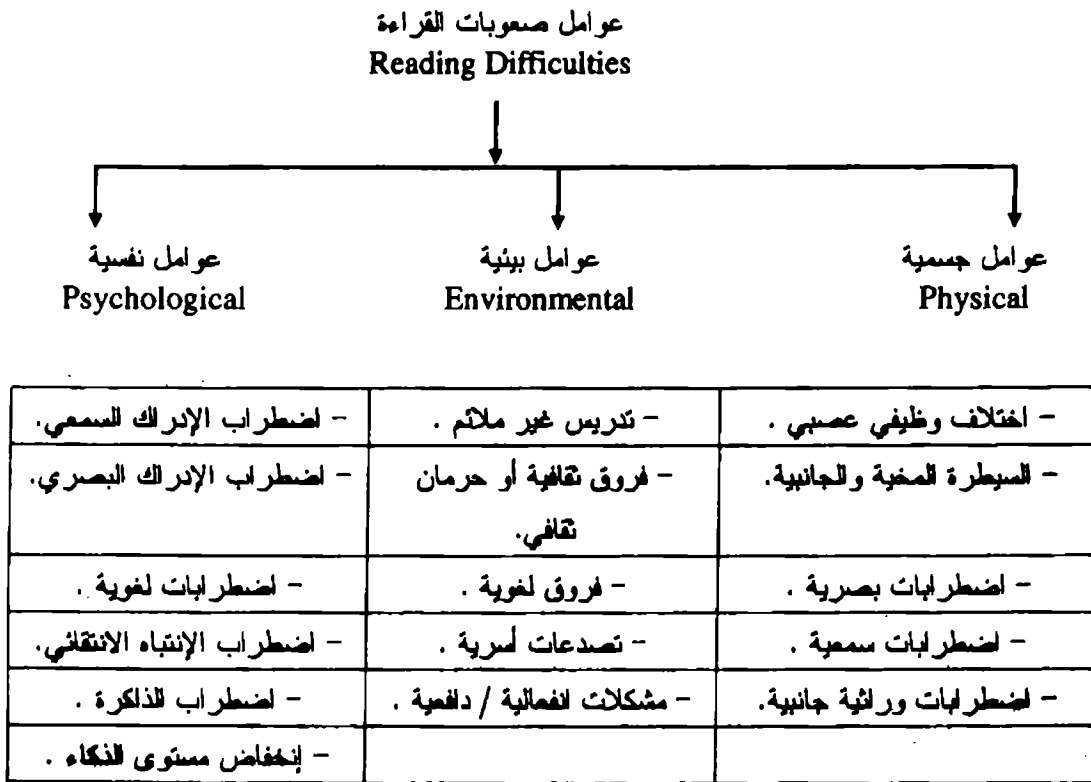 عوامل صعوبات القراءة
Reading Difficulties
عوامل جسمية
Physical
عوامل بيئية
Environmental
عوامل نفسية
Psychological
- اختلاف وظيفي عصبي .
- تدريس غير ملائم .
- اضطراب الإدراك السمعي.
- السيطرة المخية والجانبية.
- فروق ثقافية أو حرمان
ثقافي.
- اضطراب الإدراك البصري.
- اضطرابات بصرية .
- فروق لغوية .
- اضطرابات لغوية .
- اضطرابات سمعية .
- تصدعات أسرية .
- اضطراب الإنتباه الانتقائي.
- اضطرابات وراثية جانبية.
- مشكلات انفعالية / دافعية .
- اضطراب الذاكرة .
- إنخفاض مستوى الذكاء .